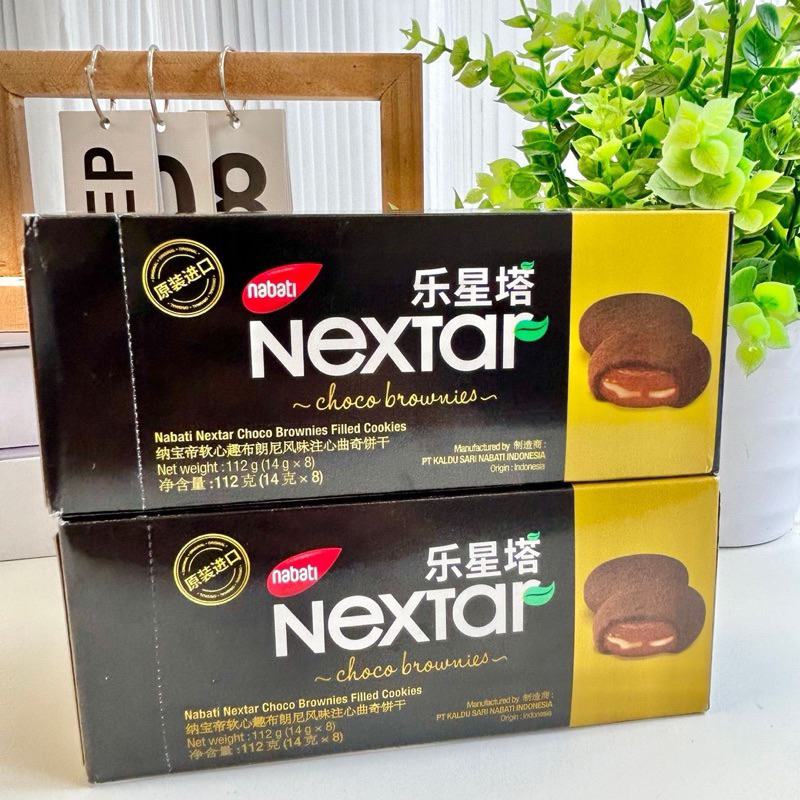 EP
08
原装进口
nabati
乐星塔
Nextar
~choco brownies~
Nabati Nextar Choco Brownies Filled Cookies
纳宝帝软心趣布朗尼风味注心曲奇饼干
Net weight : 112 g (14 g × 8)
净含量 : 112 克 (14 克 × 8)
Manufactured by 制造商 :
PT KALDU SARI NABATI INDONESIA
Origin : Indonesia
原装进口
nabati
乐星塔
Nextar
~choco brownies~
Nabati Nextar Choco Brownies Filled Cookies
纳宝帝软心趣布朗尼风味注心曲奇饼干
Net weight : 112 g (14 g × 8)
净含量 : 112 克 (14 克 × 8)
Manufactured by 制造商 :
PT KALDU SARI NABATI INDONESIA
Origin : Indonesia